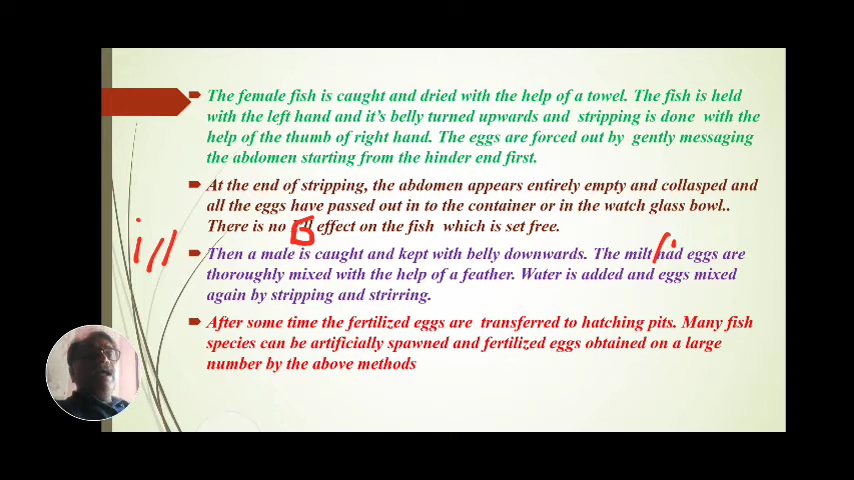 The female fish is caught and dried with the help of a towel. The fish is held
with the left hand and it's belly turned upwards and stripping is done with the
help of the thumb of right hand. The eggs are forced out by gently messaging
the abdomen starting from the hinder end first.
At the end of stripping, the abdomen appears entirely empty and collasped and
all the eggs have passed out in to the container or in the watch glass bowl..
There is no effect on the fish which is set free.
ill
Then a male is caught and kept with belly downwards. The milt had eggs are
thoroughly mixed with the help of a feather. Water is added and eggs mixed
again by stripping and strirring.
After some time the fertilized eggs are transferred to hatching pits. Many fish
species can be artificially spawned and fertilized eggs obtained on a large
number by the above methods